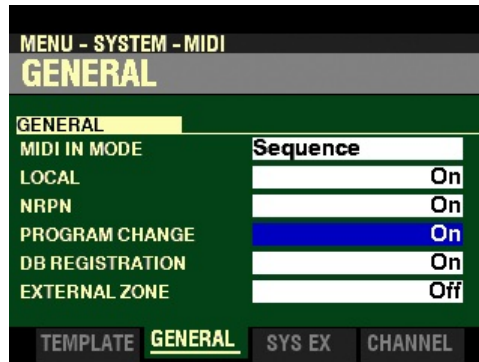 MENU - SYSTEM - MIDI
GENERAL
GENERAL
MIDI IN MODE Sequence
LOCAL On
NRPN On
PROGRAM CHANGE On
DB REGISTRATION On
EXTERNAL ZONE Off
TEMPLATE GENERAL SYS EX CHANNEL